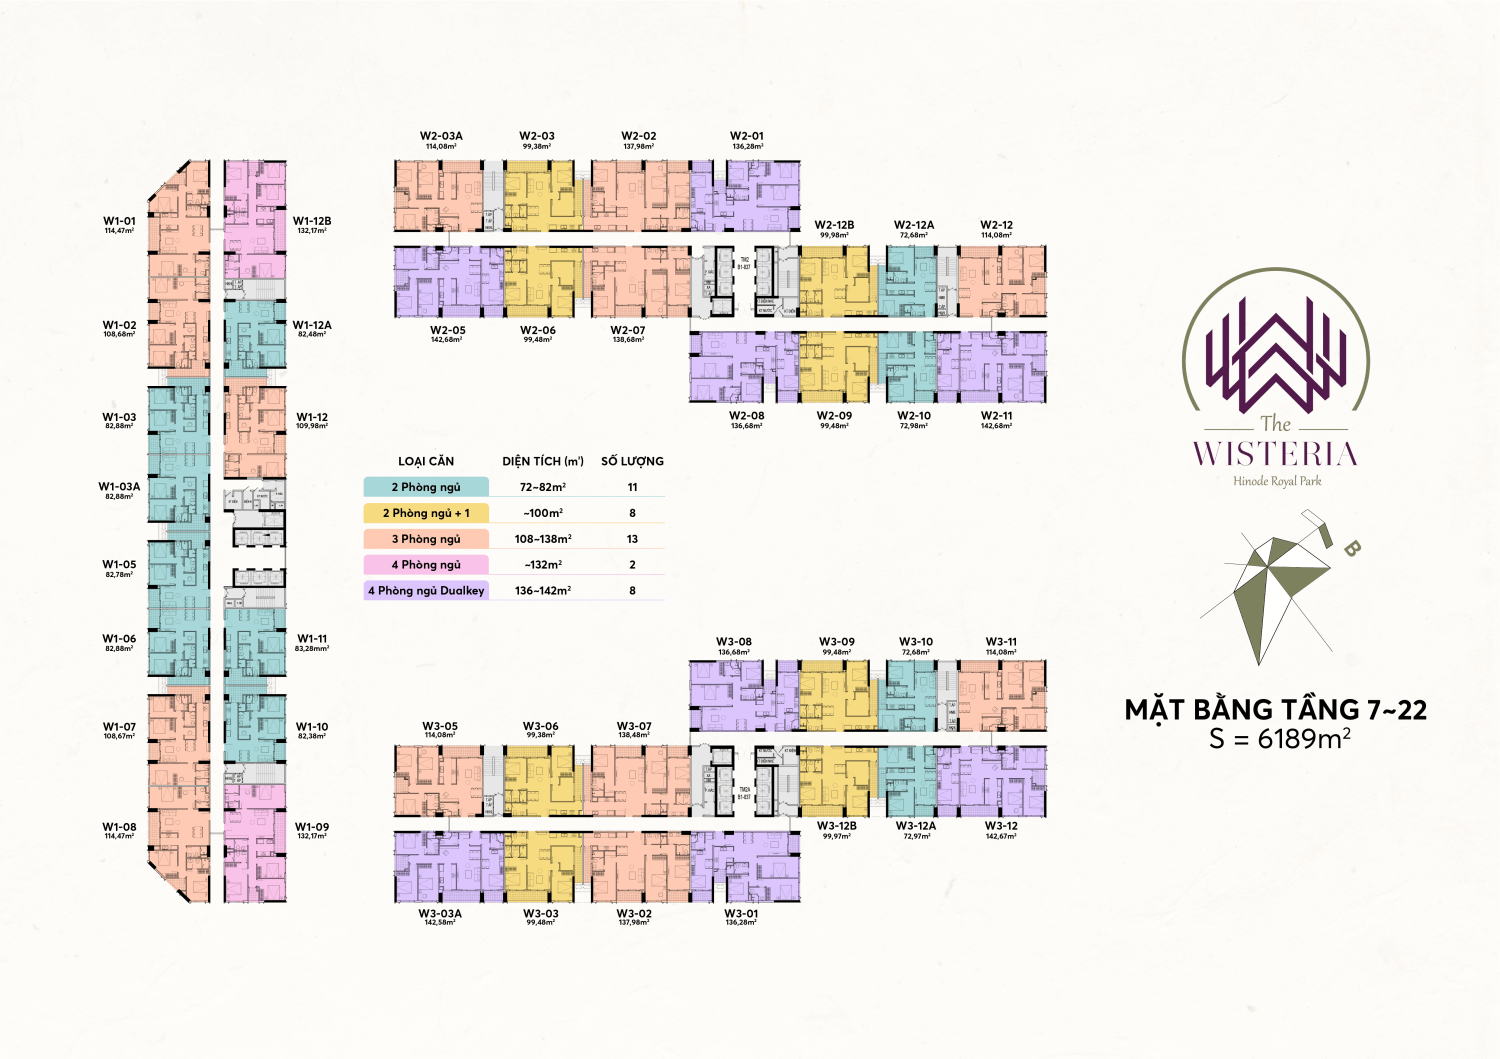 W2-03A
114,08m²
W2-03
99,38m²
W2-02
137,98m²
W2-01
136,28m²
W1-01
114,47m²
W1-12B
132,17m²
W2-12B
99,98m²
W2-12A
72,68m²
W2-12
114,08m²
TM2
B1-837
W1-02
108,68m²
W1-12A
82,48m²
W2-05
142,68m²
W2-06
99,48m²
W2-07
138,68m²
W1-03
82,88m²
W1-12
109,98m²
W2-08
136,68m²
W2-09
99,48m²
W2-10
72,98m²
W2-11
142,68m²
The
WISTERIA
Hinode Royal Park
LOẠI CĂN DIỆN TÍCH (m²) SỐ LƯỢNG
2 Phòng ngủ 72~82m² 11
2 Phòng ngủ + 1 ~100m² 8
3 Phòng ngủ 108~138m² 13
4 Phòng ngủ ~132m² 2
4 Phòng ngủ Dualkey 136~142m² 8
W1-03A
82,88m²
W1-05
82,78m²
B
W1-06
82,88m²
W1-11
83,28mm²
W3-08
136,68m²
W3-09
99,48m²
W3-10
72,68m²
W3-11
114,08m²
MẶT BẰNG TẦNG 7~22
S = 6189m²
W1-07
108,67m²
W1-10
82,38m²
W3-05
114,08m²
W3-06
99,38m²
W3-07
138,48m²
TM2A
B1-837
W1-08
114,47m²
W1-09
132,17m²
W3-12B
99,97m²
W3-12A
72,97m²
W3-12
142,67m²
W3-03A
142,58m²
W3-03
99,48m²
W3-02
137,98m²
W3-01
136,28m²